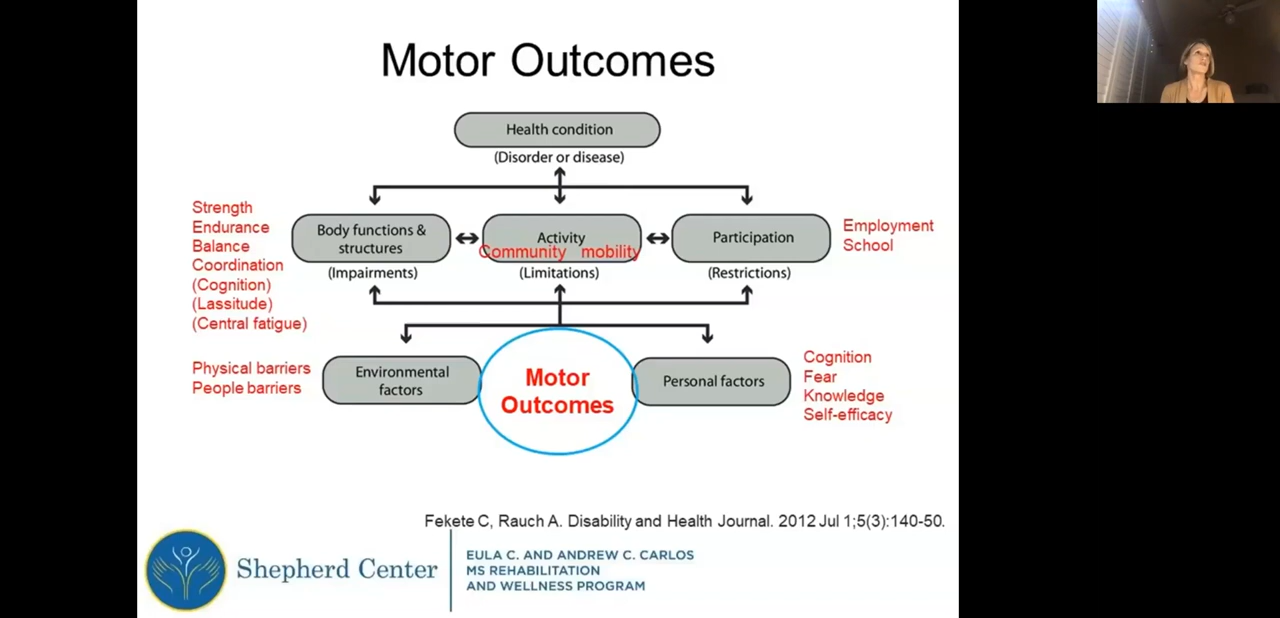 Motor Outcomes
Health condition
(Disorder or disease)
Strength
Endurance
Balance
Coordination
(Cognition)
(Lassitude)
(Central fatigue)
Body functions &
structures
(Impairments)
Activity
Community mobility
(Limitations)
Participation
(Restrictions)
Employment
School
Physical barriers
People barriers
Environmental
factors
Motor
Outcomes
Personal factors
Cognition
Fear
Knowledge
Self-efficacy
Fekete C, Rauch A. Disability and Health Journal. 2012 Jul 1;5(3):140-50.
Shepherd Center
EULA C. AND ANDREW C. CARLOS
MS REHABILITATION
AND WELLNESS PROGRAM